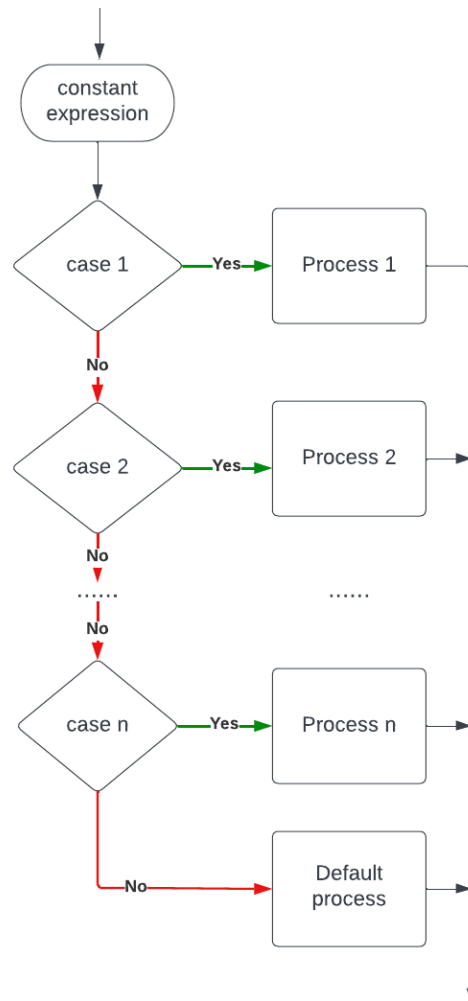 constant
expression
case 1
Yes
Process 1
No
case 2
Yes
Process 2
No
......
......
No
case n
Yes
Process n
No
Default
process